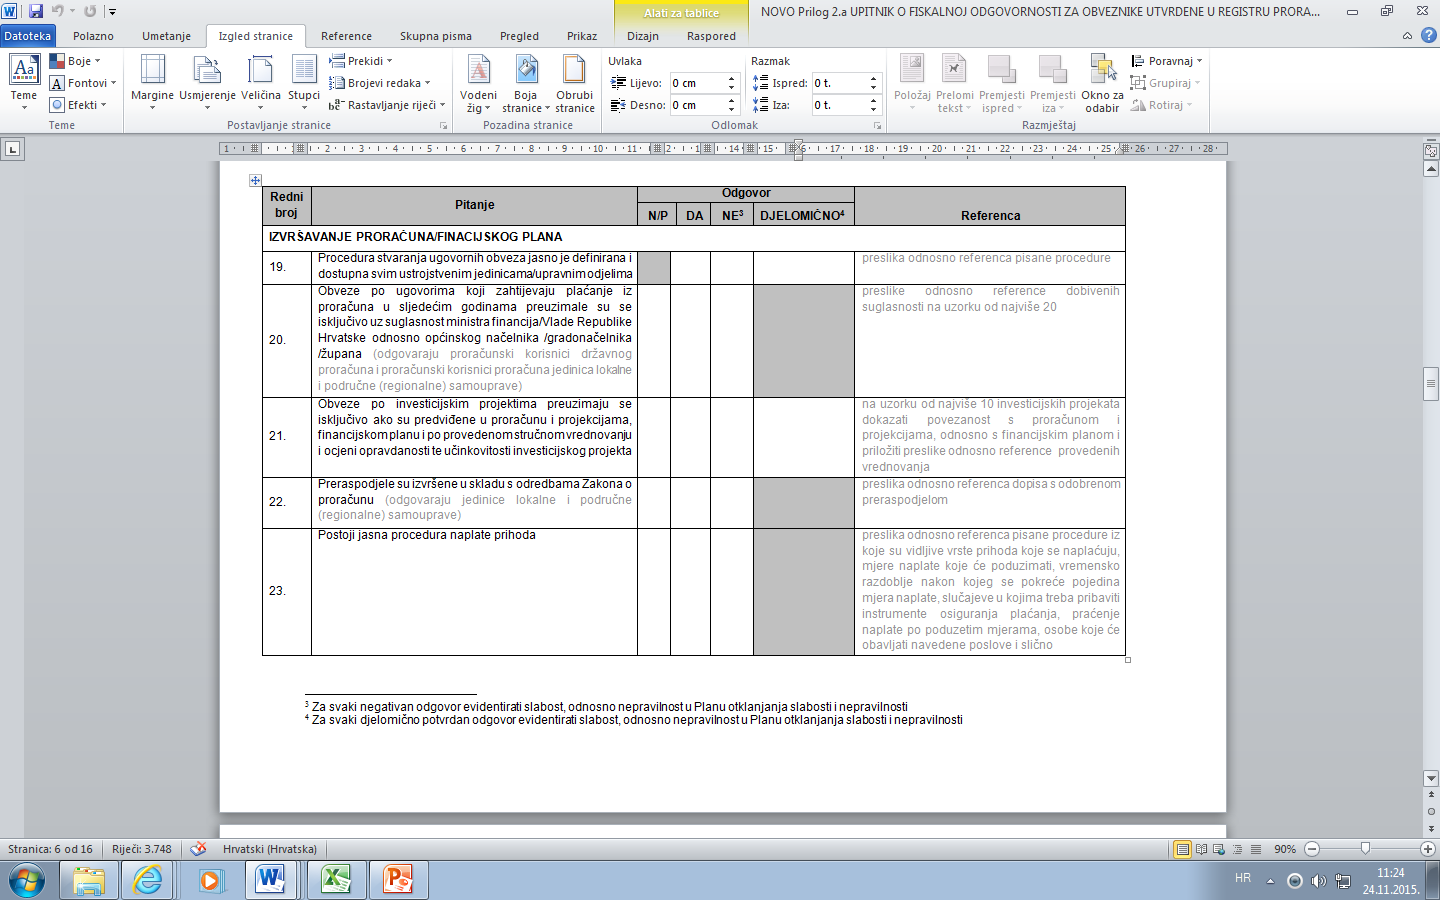 Alati za tablice
NOVO Prilog 2.a UPITNIK O FISKALNOJ ODGOVORNOSTI ZA OBVEZNIKE UTVRĐENE U REGISTRU PRORA...
Datoteka Polazno Umetanje Izgled stranice Reference Skupna pisma Pregled Prikaz Dizajn Raspored
Teme
Boje
Fontovi
Efekti
Teme
Margine Usmjerenje Veličina Stupci
Prekidi
Brojevi redaka
Rastavljanje riječi
Postavljanje stranice
Vodeni žig
Boja stranice
Obrubi stranice
Pozadina stranice
Uvlaka
Lijevo: 0 cm
Desno: 0 cm
Razmak
Ispred: 0 t.
Iza: 0 t.
Odlomak
Položaj
Prelomi tekst
Premjesti ispred
Premjesti iza
Okno za odabir
Poravnaj
Grupiraj
Rotiraj
Razmještaj
Redni broj
Pitanje
Odgovor
N/P DA NE³ DJELOMIČNO⁴
Referenca
IZVRŠAVANJE PRORAČUNA/FINACIJSKOG PLANA
19.
Procedura stvaranja ugovornih obveza jasno je definirana i
dostupna svim ustrojstvenim jedinicama/upravnim odjelima
preslika odnosno referenca pisane procedure
20.
Obveze po ugovorima koji zahtijevaju plaćanje iz
proračuna u sljedećim godinama preuzimale su se
isključivo uz suglasnost ministra financija/Vlade Republike
Hrvatske odnosno općinskog načelnika /gradonačelnika
/župana (odgovaraju proračunski korisnici državnog
proračuna i proračunski korisnici proračuna jedinica lokalne
i područne (regionalne) samouprave)
preslike odnosno reference dobivenih
suglasnosti na uzorku od najviše 20
21.
Obveze po investicijskim projektima preuzimaju se
isključivo ako su predviđene u proračunu i projekcijama,
financijskom planu i po provedenom stručnom vrednovanju
i ocjeni opravdanosti te učinkovitosti investicijskog projekta
na uzorku od najviše 10 investicijskih projekata
dokazati povezanost s proračunom i
projekcijama, odnosno s financijskim planom i
priložiti preslike odnosno reference provedenih
vrednovanja
22.
Preraspodjele su izvršene u skladu s odredbama Zakona o
proračunu (odgovaraju jedinice lokalne i područne
(regionalne) samouprave)
preslika odnosno referenca dopisa s odobrenom
preraspodjelom
23.
Postoji jasna procedura naplate prihoda
preslika odnosno referenca pisane procedure iz
koje su vidljive vrste prihoda koje se naplaćuju,
mjere naplate koje će poduzimati, vremensko
razdoblje nakon kojeg se pokreće pojedina
mjera naplate, slučajeve u kojima treba pribaviti
instrumente osiguranja plaćanja, praćenje
naplate po poduzetim mjerama, osobe koje će
obavljati navedene poslove i slično
³ Za svaki negativan odgovor evidentirati slabost, odnosno nepravilnost u Planu otklanjanja slabosti i nepravilnosti
⁴ Za svaki djelomično potvrdan odgovor evidentirati slabost, odnosno nepravilnost u Planu otklanjanja slabosti i nepravilnosti
Stranica: 6 od 16 Riječi: 3.748 Hrvatski (Hrvatska) 90%
HR 11:24
24.11.2015.